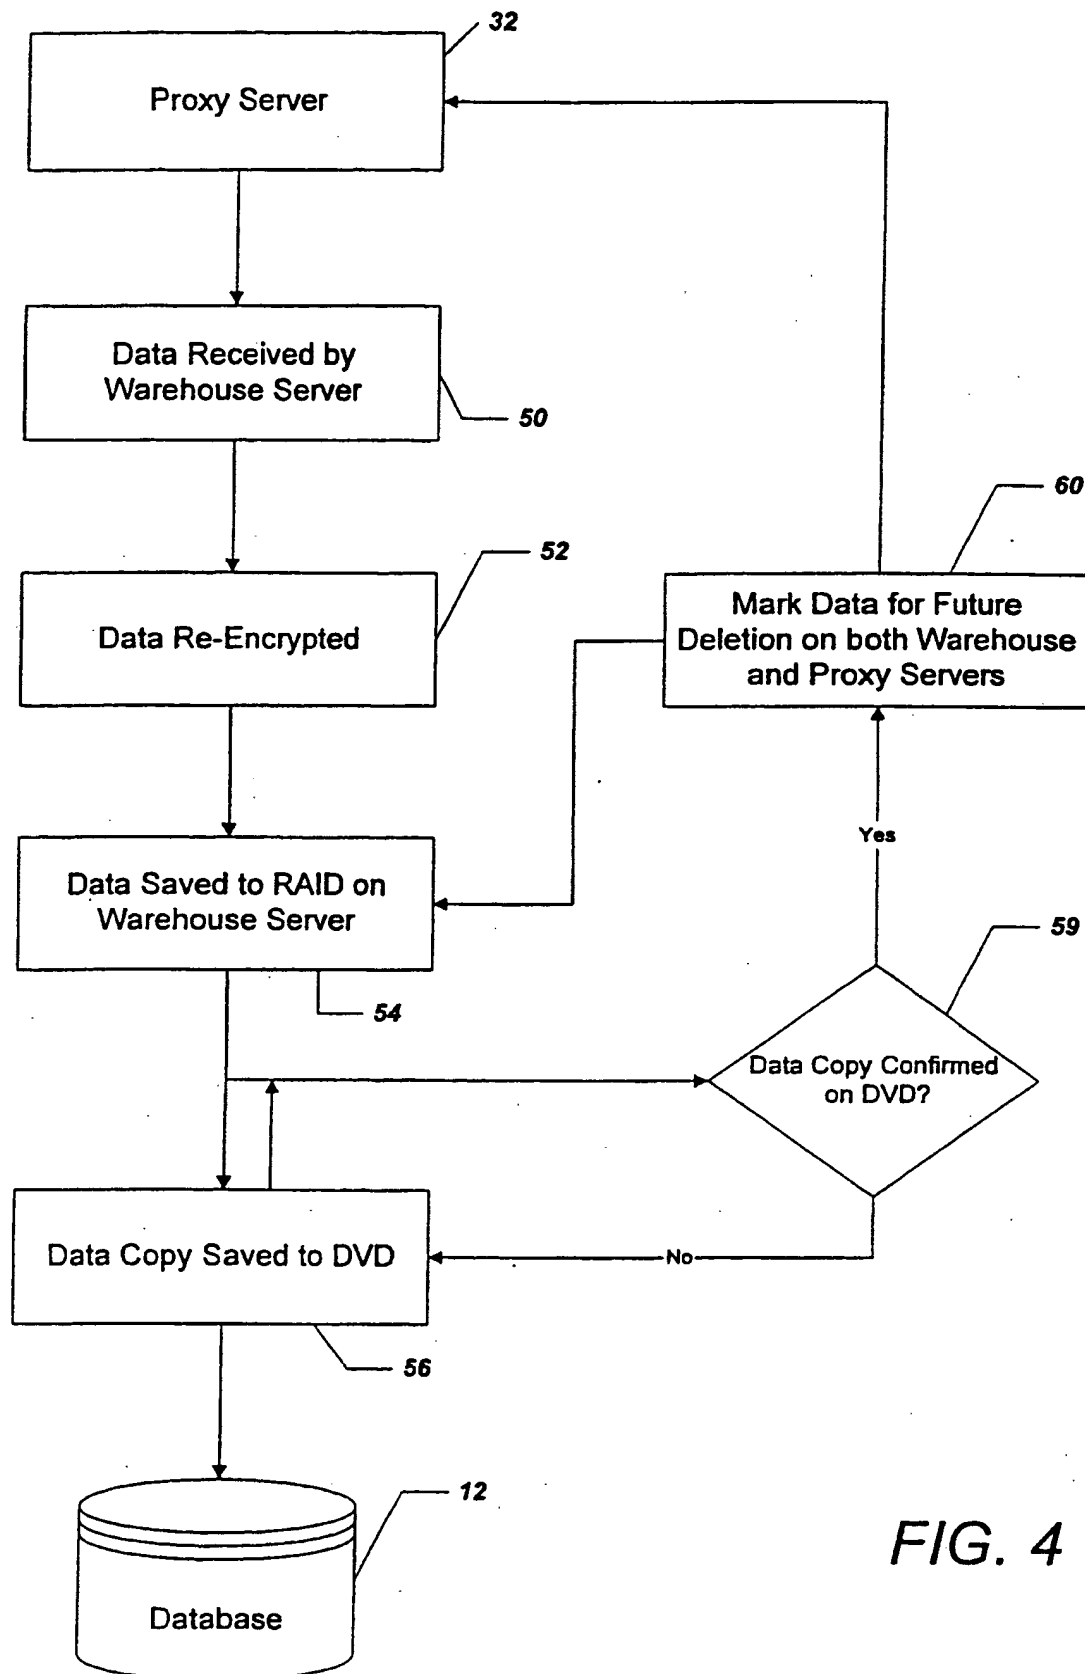 32
Proxy Server
Data Received by
Warehouse Server
50
60
52
Data Re-Encrypted
Mark Data for Future
Deletion on both Warehouse
and Proxy Servers
Yes
Data Saved to RAID on
Warehouse Server
59
54
Data Copy Confirmed
on DVD?
Data Copy Saved to DVD
No
56
12
Database
FIG. 4